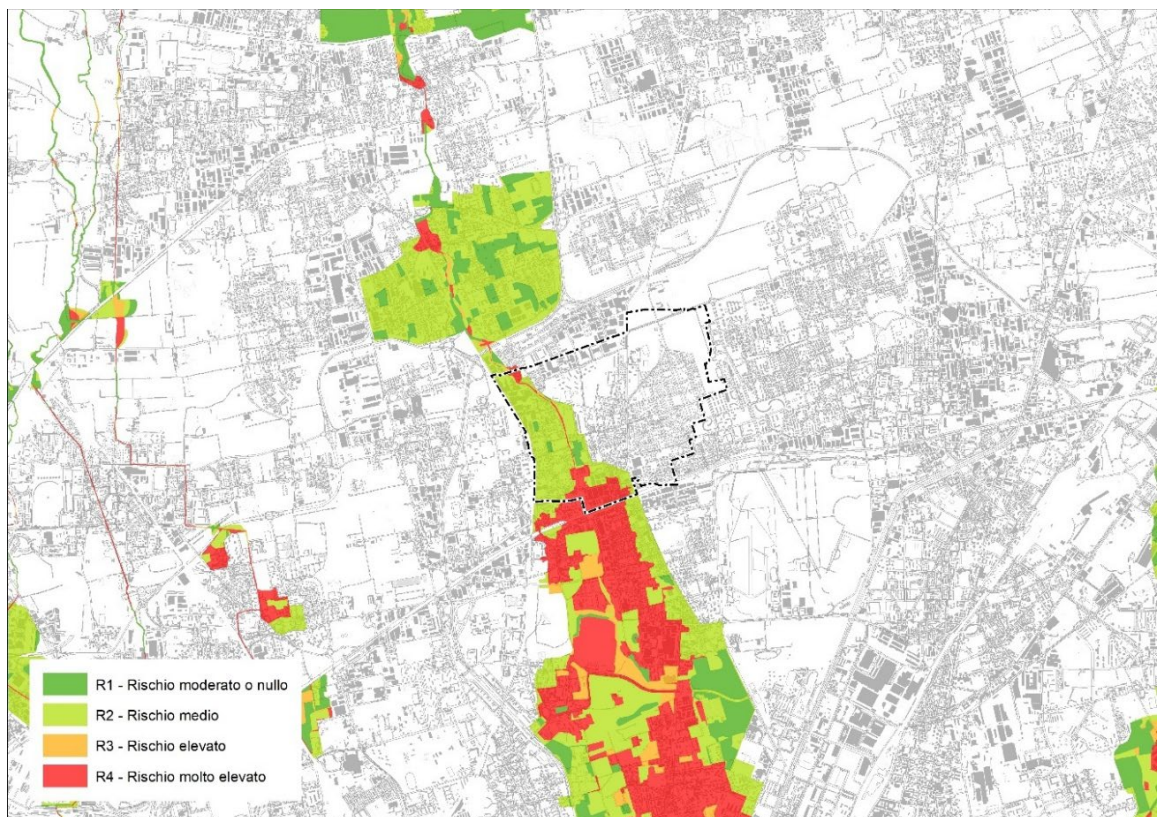 R1 - Rischio moderato o nullo
R2 - Rischio medio
R3 - Rischio elevato
R4 - Rischio molto elevato